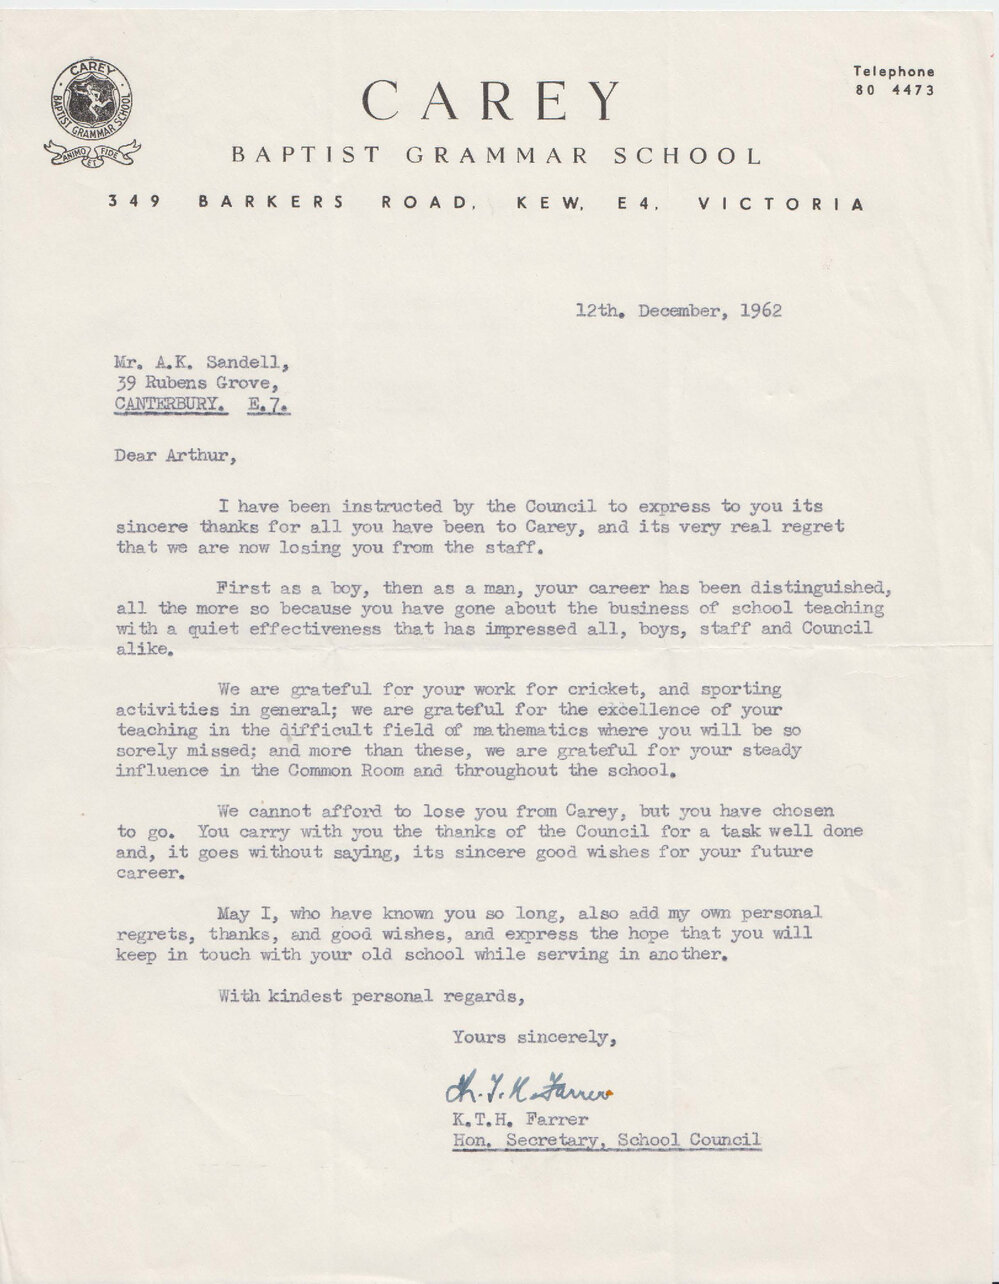 CAREY
BAPTIST GRAMMAR SCHOOL
ANIMO ET FIDE
Telephone
80 4473
CAREY
BAPTIST GRAMMAR SCHOOL
349 BARKERS ROAD, KEW, E4, VICTORIA
12th. December, 1962
Mr. A.K. Sandell,
39 Rubens Grove,
CANTERBURY. E.7.
Dear Arthur,
I have been instructed by the Council to express to you its
sincere thanks for all you have been to Carey, and its very real regret
that we are now losing you from the staff.
First as a boy, then as a man, your career has been distinguished,
all the more so because you have gone about the business of school teaching
with a quiet effectiveness that has impressed all, boys, staff and Council
alike.
We are grateful for your work for cricket, and sporting
activities in general; we are grateful for the excellence of your
teaching in the difficult field of mathematics where you will be so
sorely missed; and more than these, we are grateful for your steady
influence in the Common Room and throughout the school.
We cannot afford to lose you from Carey, but you have chosen
to go. You carry with you the thanks of the Council for a task well done
and, it goes without saying, its sincere good wishes for your future
career.
May I, who have known you so long, also add my own personal
regrets, thanks, and good wishes, and express the hope that you will
keep in touch with your old school while serving in another.
With kindest personal regards,
Yours sincerely,
K.T.H. Farrer
K.T.H. Farrer
Hon. Secretary, School Council